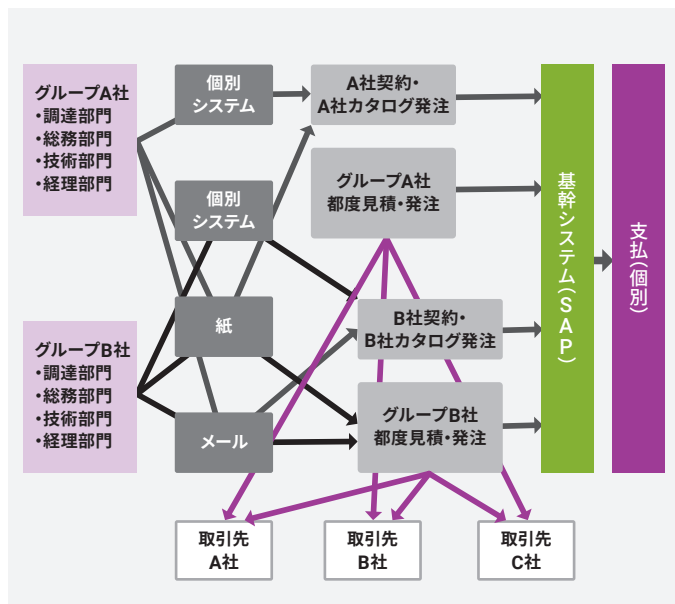 グループA社
・調達部門
・総務部門
・技術部門
・経理部門
グループB社
・調達部門
・総務部門
・技術部門
・経理部門
個別
システム
個別
システム
紙
メール
A社契約・
A社カタログ発注
グループA社
都度見積・発注
B社契約・
B社カタログ発注
グループB社
都度見積・発注
基幹システム(SAP)
支払(個別)
取引先
A社
取引先
B社
取引先
C社